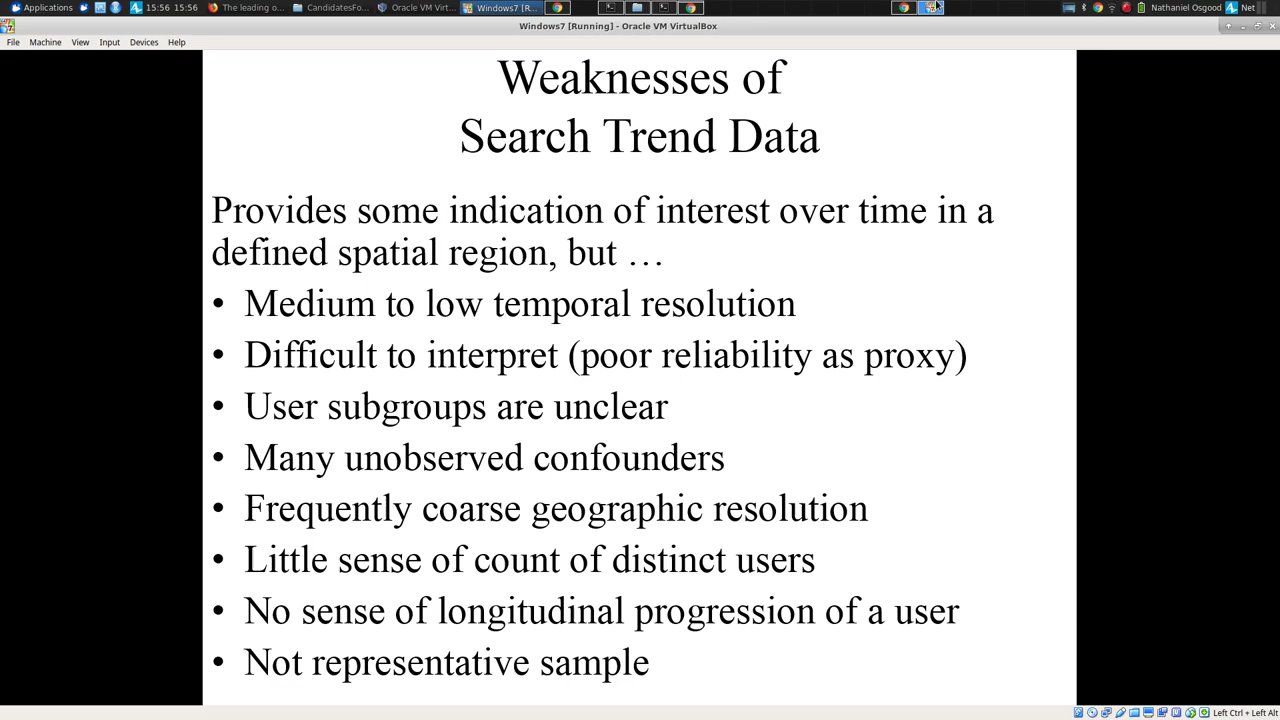 Applications 15:56 15:56 The leading o... CandidatesFo... Oracle VM Virt... Windows7 [R... Nathaniel Osgood Net
Windows7 [Running] - Oracle VM VirtualBox
File Machine View Input Devices Help
Weaknesses of
Search Trend Data
Provides some indication of interest over time in a
defined spatial region, but …
• Medium to low temporal resolution
• Difficult to interpret (poor reliability as proxy)
• User subgroups are unclear
• Many unobserved confounders
• Frequently coarse geographic resolution
• Little sense of count of distinct users
• No sense of longitudinal progression of a user
• Not representative sample
Left Ctrl + Left Alt